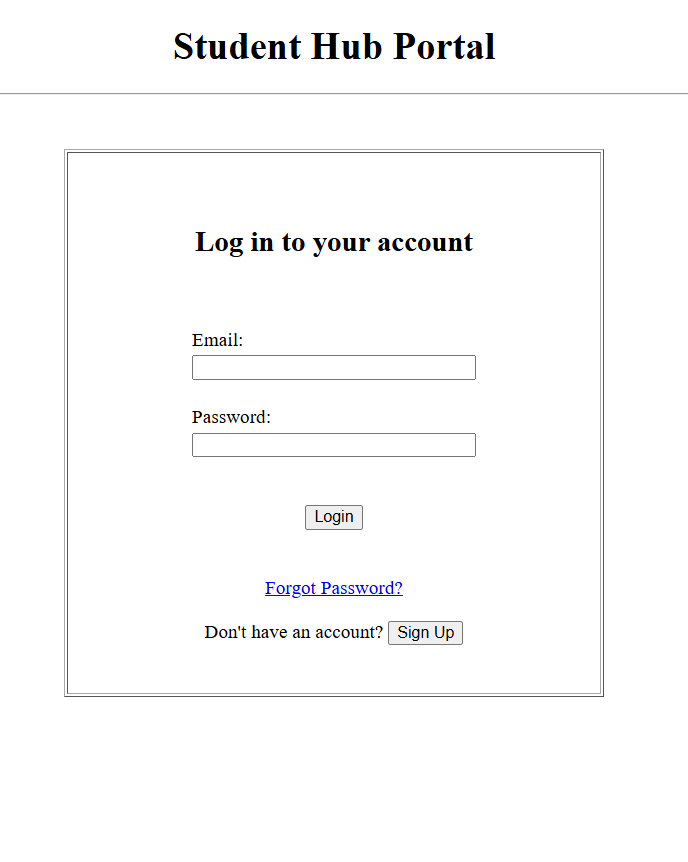 Student Hub Portal
Log in to your account
Email:
Password:
Login
Forgot Password?
Don't have an account? Sign Up